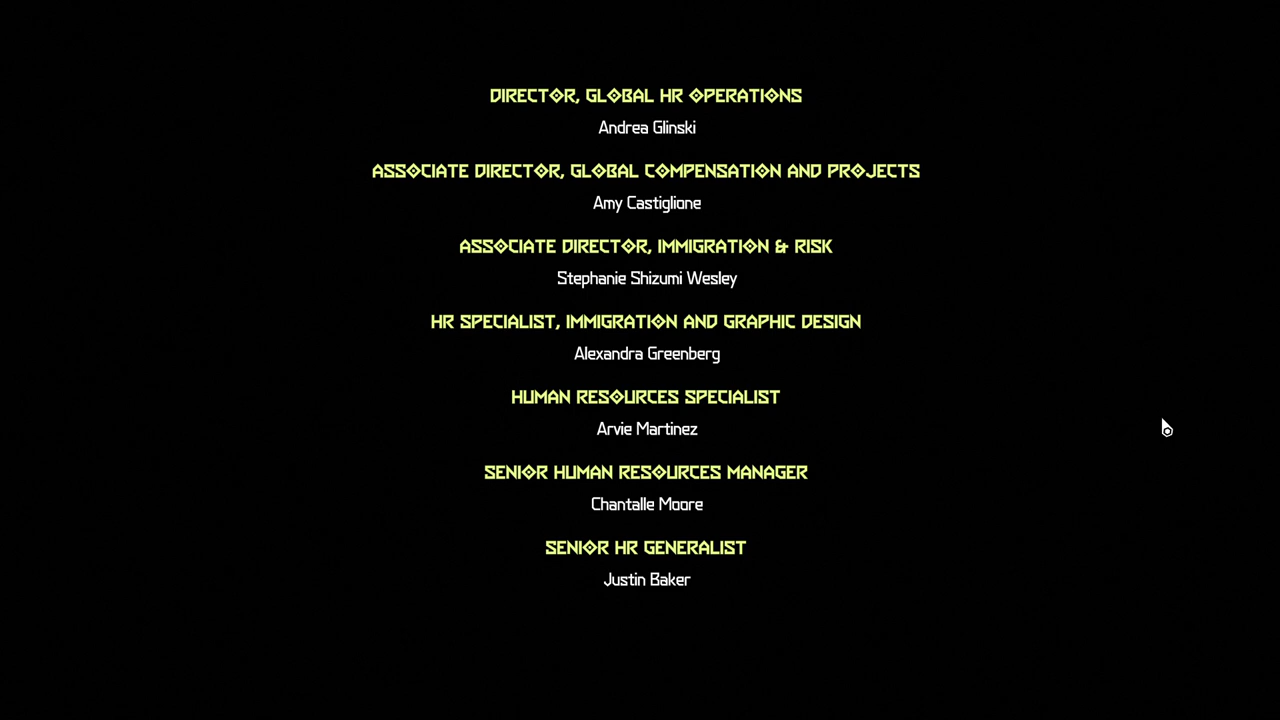 DIRECTOR, GLOBAL HR OPERATIONS
Andrea Glinski
ASSOCIATE DIRECTOR, GLOBAL COMPENSATION AND PROJECTS
Amy Castiglione
ASSOCIATE DIRECTOR, IMMIGRATION & RISK
Stephanie Shizumi Wesley
HR SPECIALIST, IMMIGRATION AND GRAPHIC DESIGN
Alexandra Greenberg
HUMAN RESOURCES SPECIALIST
Arvie Martinez
SENIOR HUMAN RESOURCES MANAGER
Chantalle Moore
SENIOR HR GENERALIST
Justin Baker